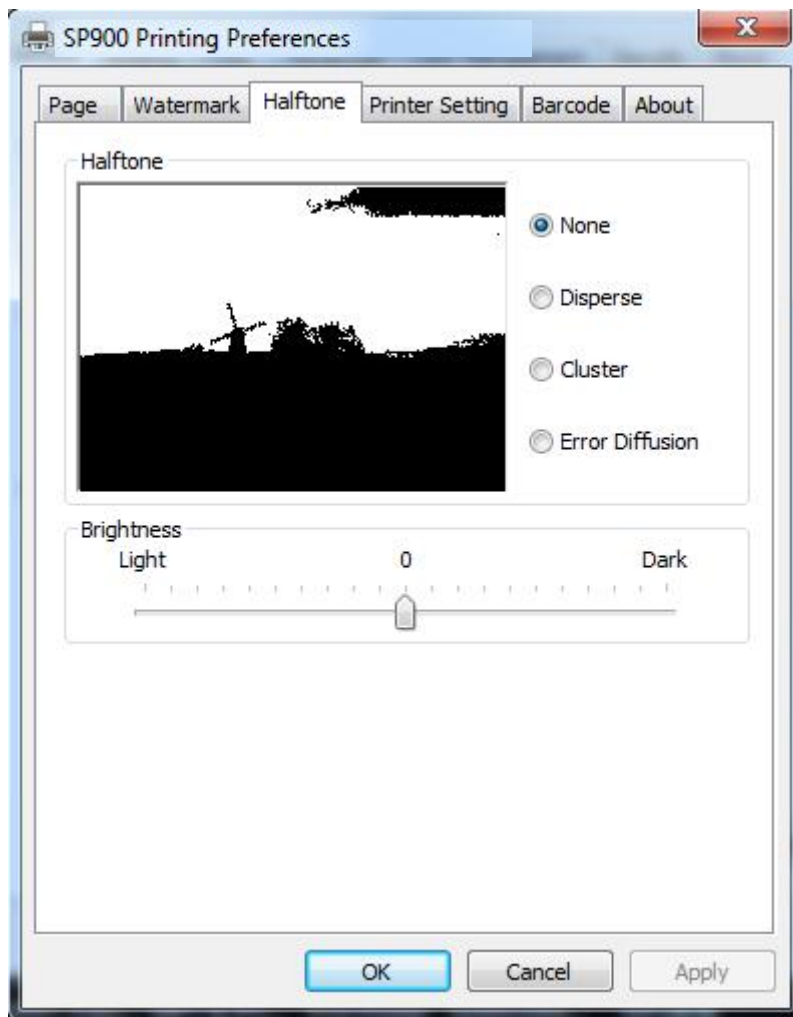 SP900 Printing Preferences
Page Watermark Halftone Printer Setting Barcode About
Halftone
None
Disperse
Cluster
Error Diffusion
Brightness
Light 0 Dark
OK Cancel Apply